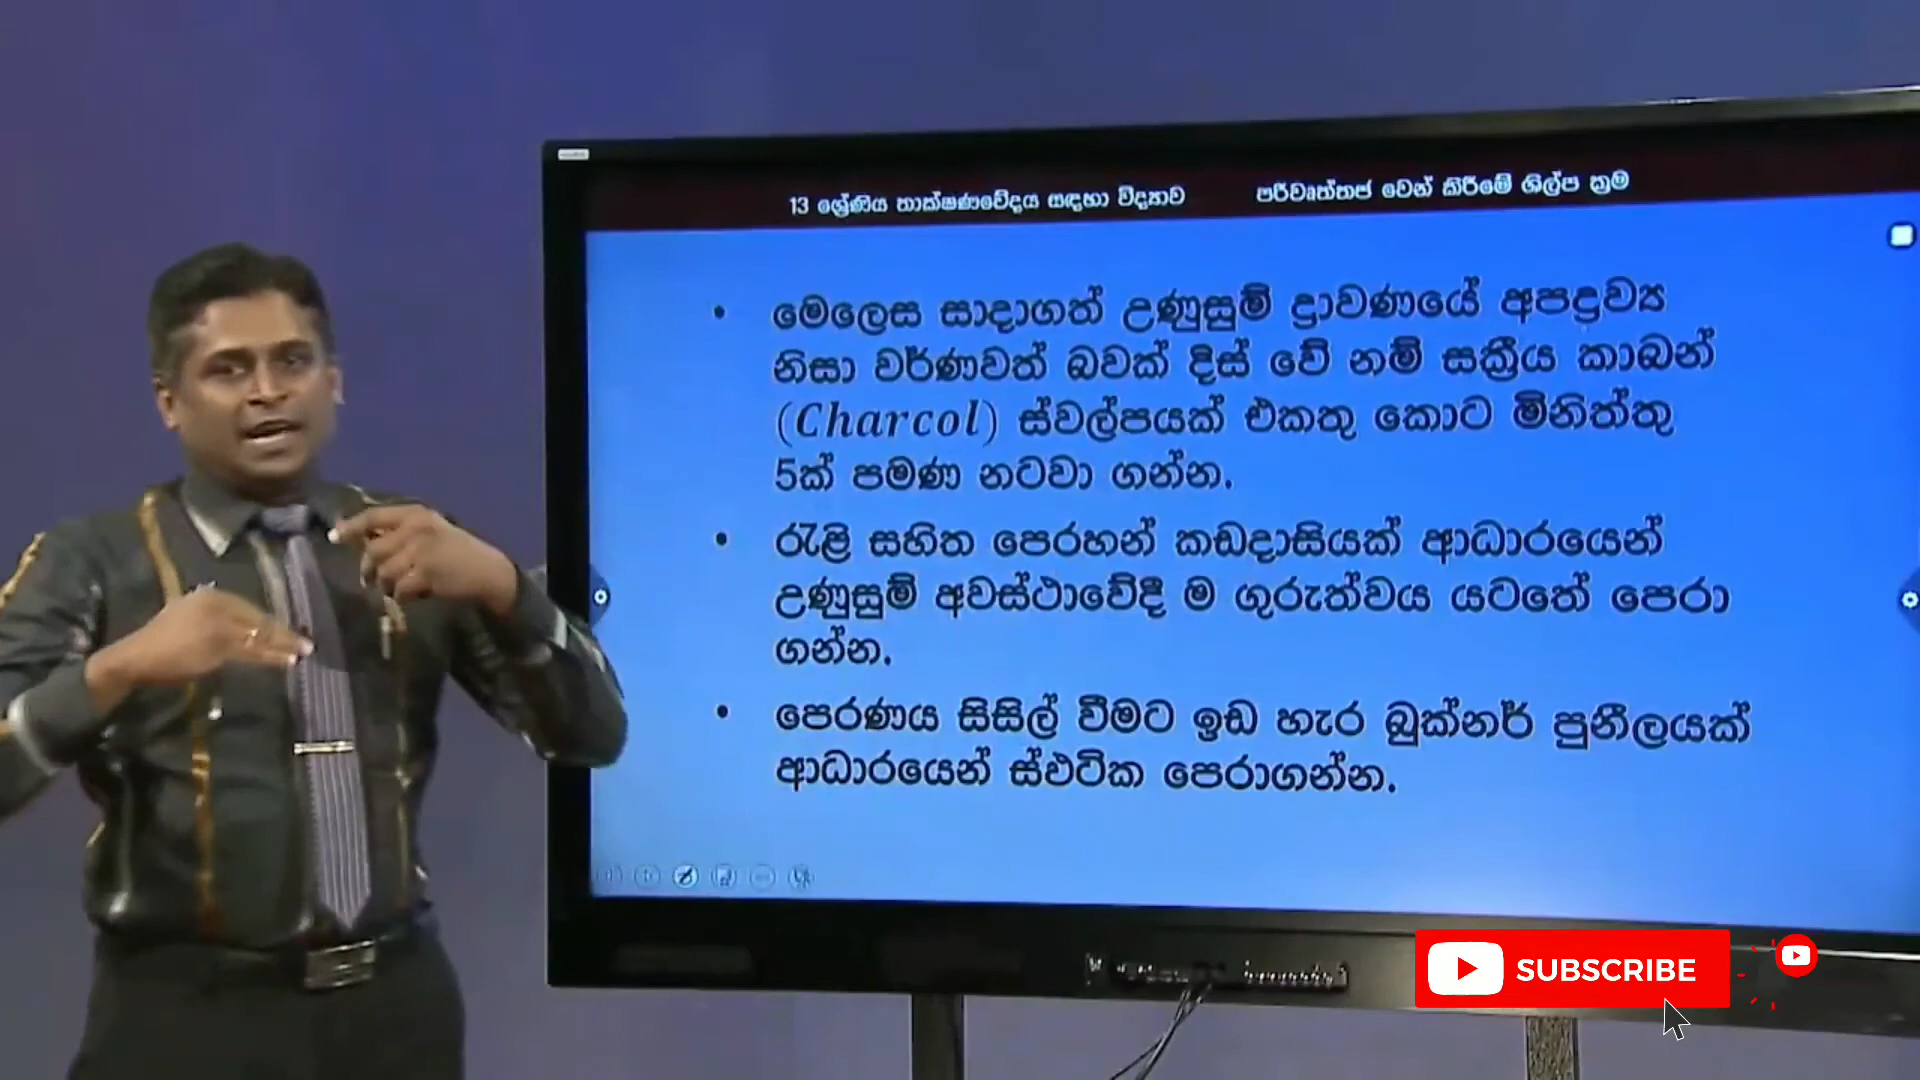 13 ශ්‍රේණිය තාක්ෂණවේදය සඳහා විද්‍යාව
පරිවෘත්තජ වෙන් කිරීමේ ශිල්ප ක්‍රම
• මෙලෙස සාදාගත් උණුසුම් ද්‍රාවණයේ අපද්‍රව්‍ය
නිසා වර්ණවත් බවක් දිස් වේ නම් සක්‍රීය කාබන්
(Charcol) ස්වල්පයක් එකතු කොට මිනිත්තු
5ක් පමණ නටවා ගන්න.
• රැළි සහිත පෙරහන් කඩදාසියක් ආධාරයෙන්
උණුසුම් අවස්ථාවේදී ම ගුරුත්වය යටතේ පෙරා
ගන්න.
• පෙරණය සිසිල් වීමට ඉඩ හැර බුක්නර් පුනීලයක්
ආධාරයෙන් ස්ඵටික පෙරාගන්න.
SUBSCRIBE